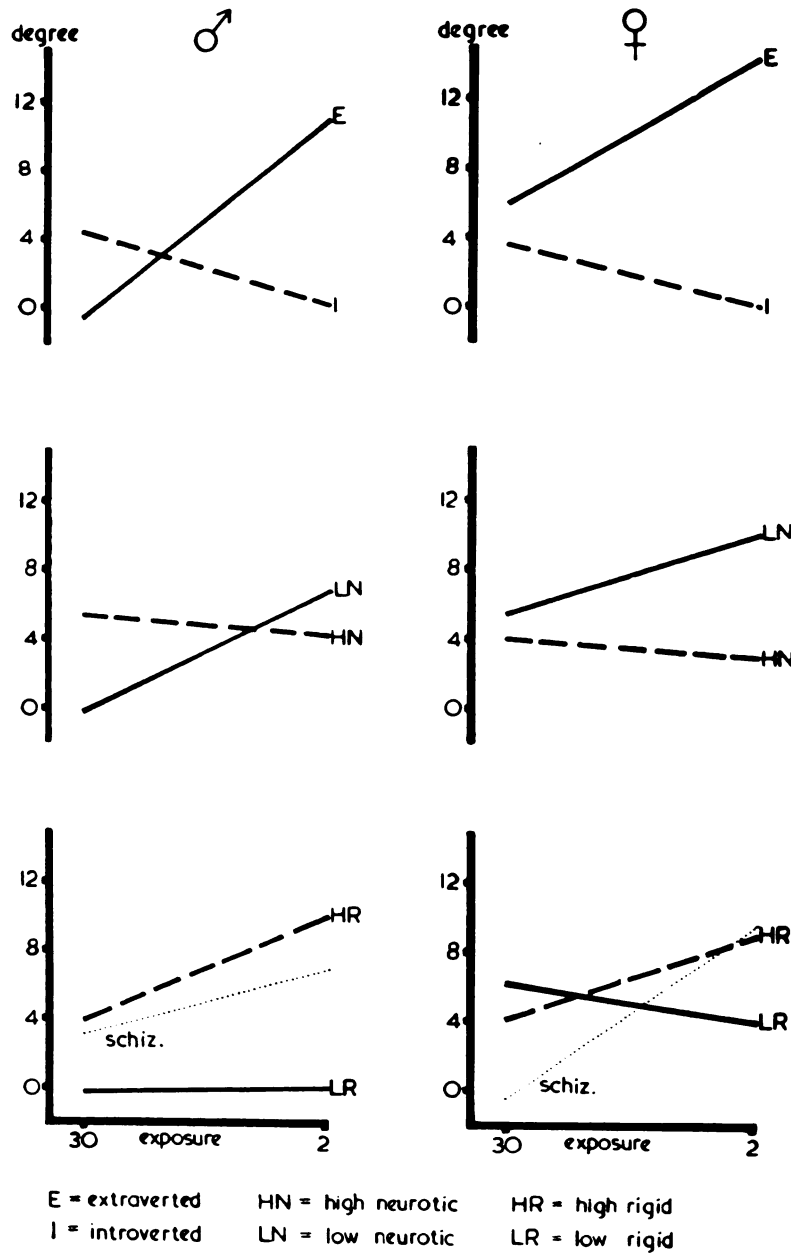 degree ♂ degree ♀
12 E 12 E
8 8
4 4
0 I 0 I
12 12
8 LN 8 LN
4 HN 4 HN
0 0
12 12
8 HR 8 HR
4 schiz. 4 LR
0 LR 0 schiz.
30 exposure 2 30 exposure 2
E = extraverted HN = high neurotic HR = high rigid
I = introverted LN = low neurotic LR = low rigid